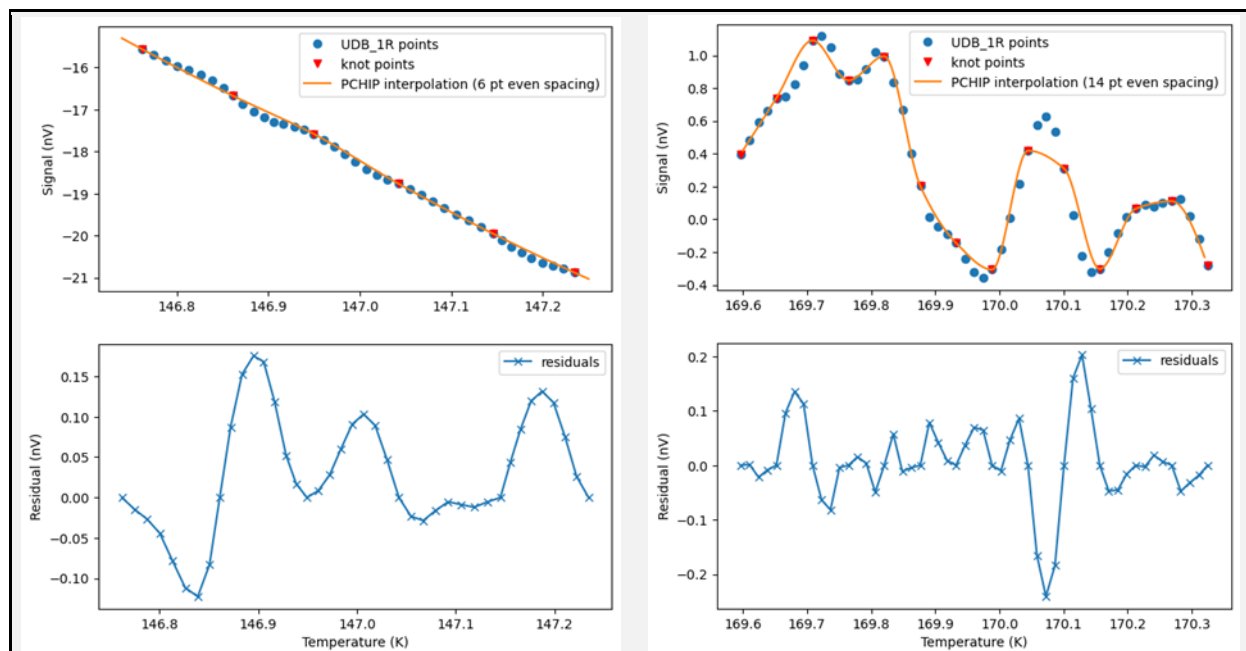 UDB_1R points
knot points
PCHIP interpolation (6 pt even spacing)
Signal (nV)
−16
−17
−18
−19
−20
−21
146.8 146.9 147.0 147.1 147.2
residuals
Residual (nV)
0.15
0.10
0.05
0.00
−0.05
−0.10
146.8 146.9 147.0 147.1 147.2
Temperature (K)
UDB_1R points
knot points
PCHIP interpolation (14 pt even spacing)
Signal (nV)
1.0
0.8
0.6
0.4
0.2
0.0
−0.2
−0.4
169.6 169.7 169.8 169.9 170.0 170.1 170.2 170.3
residuals
Residual (nV)
0.2
0.1
0.0
−0.1
−0.2
169.6 169.7 169.8 169.9 170.0 170.1 170.2 170.3
Temperature (K)